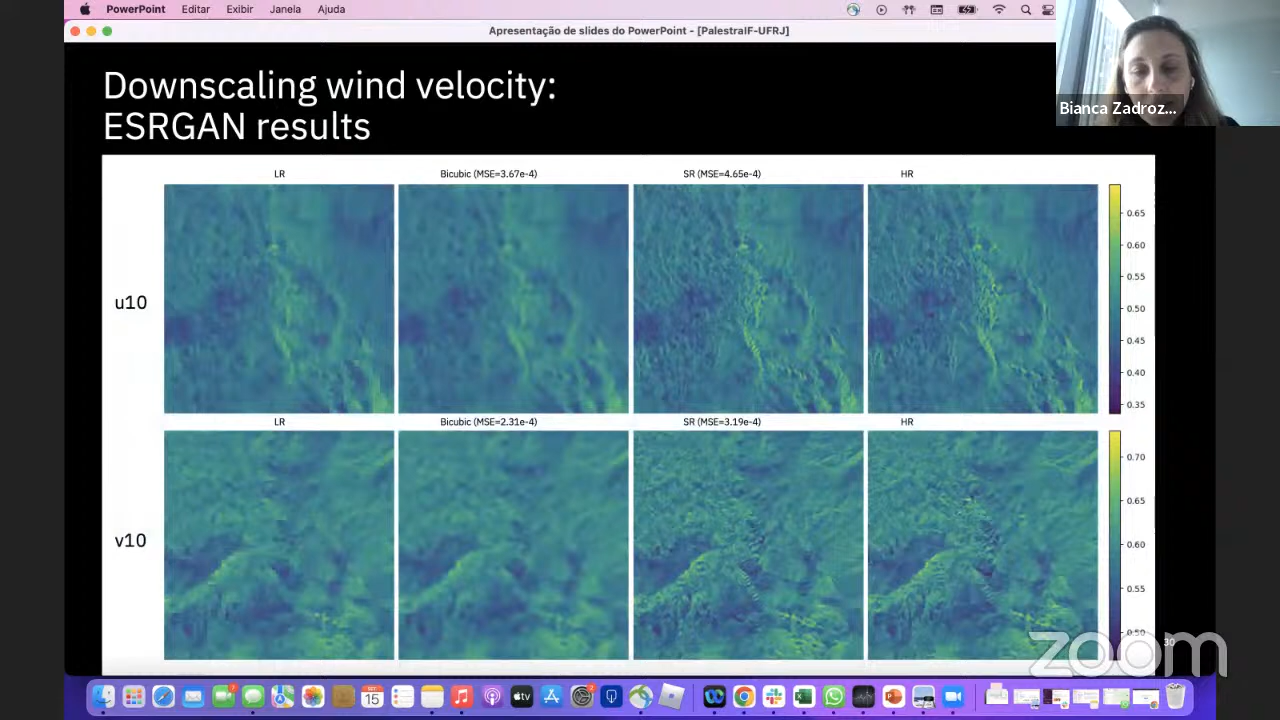 PowerPoint Editar Exibir Janela Ajuda
Apresentação de slides do PowerPoint - [PalestraIF-UFRJ]
Bianca Zadroz...
Downscaling wind velocity:
ESRGAN results
LR Bicubic (MSE=3.67e-4) SR (MSE=4.65e-4) HR
u10
0.65
0.60
0.55
0.50
0.45
0.40
0.35
LR Bicubic (MSE=2.31e-4) SR (MSE=3.19e-4) HR
v10
0.70
0.65
0.60
0.55
0.50
30
zoom
tv
15